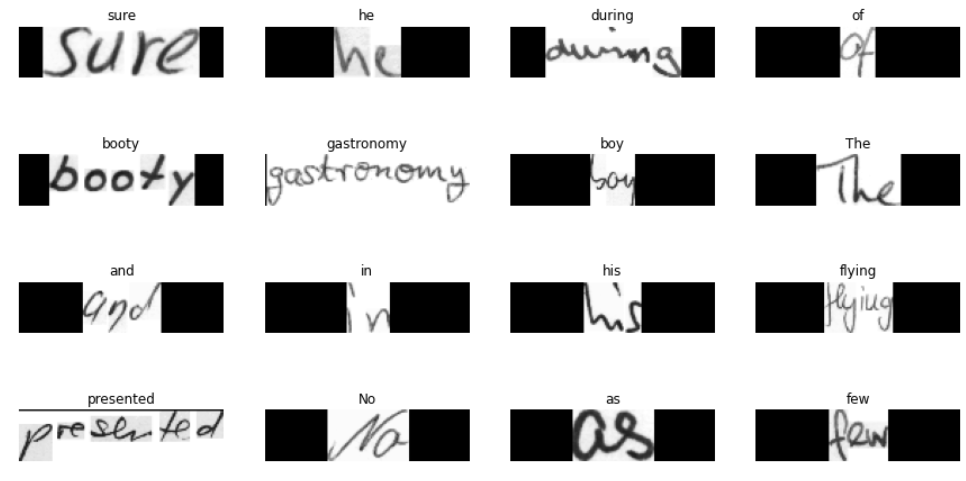 sure he during of
sure he during of
booty gastronomy boy The
booty gastronomy boy The
and in his flying
and in his flying
presented No as few
presented No as few